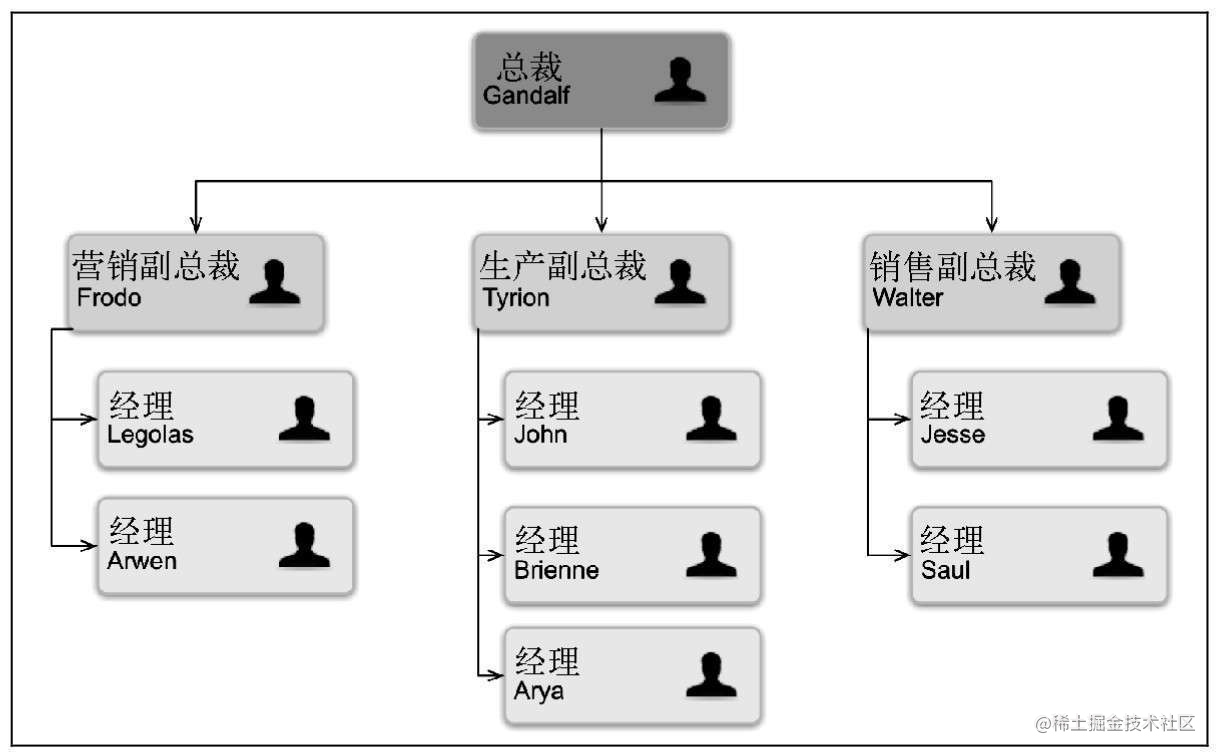 总裁
Gandalf
营销副总裁
Frodo
生产副总裁
Tyrion
销售副总裁
Walter
经理
Legolas
经理
John
经理
Jesse
经理
Arwen
经理
Brienne
经理
Saul
经理
Arya
@稀土掘金技术社区